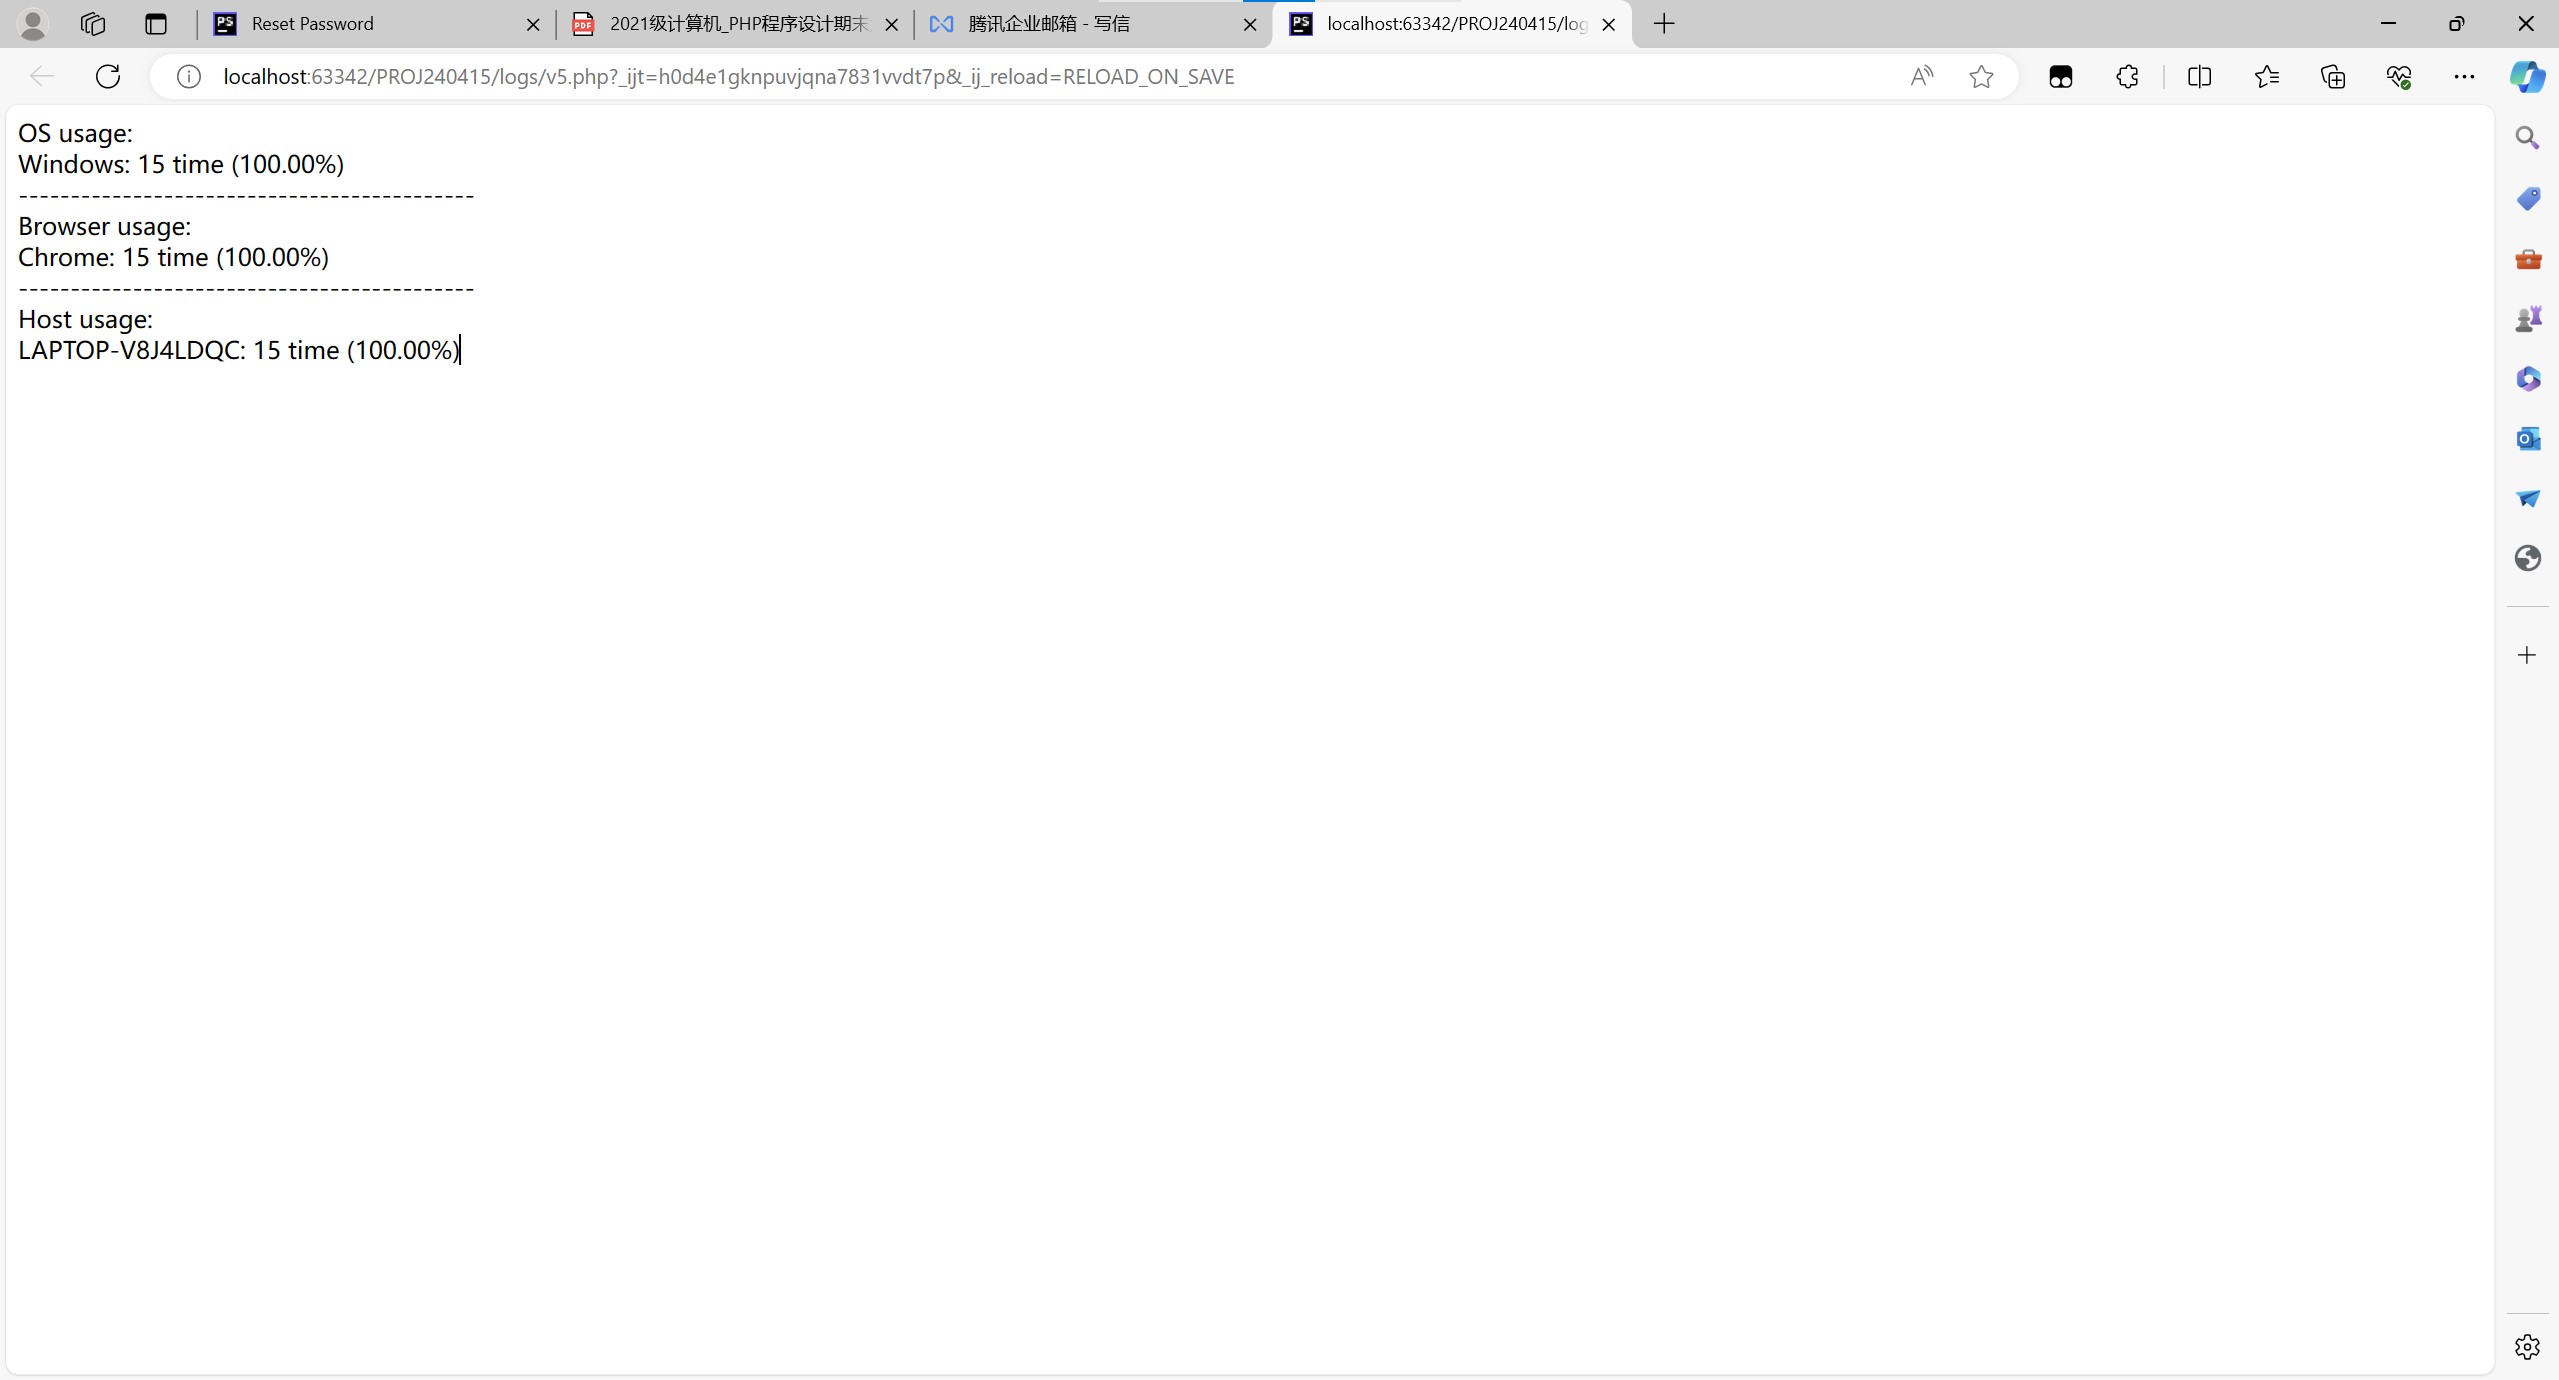 Reset Password
2021级计算机_PHP程序设计期末
腾讯企业邮箱 - 写信
localhost:63342/PROJ240415/log
localhost:63342/PROJ240415/logs/v5.php?_ijt=h0d4e1gknpuvjqna7831vvdt7p&_ij_reload=RELOAD_ON_SAVE
OS usage:
Windows: 15 time (100.00%)
--------------------------------------------
Browser usage:
Chrome: 15 time (100.00%)
--------------------------------------------
Host usage:
LAPTOP-V8J4LDQC: 15 time (100.00%)